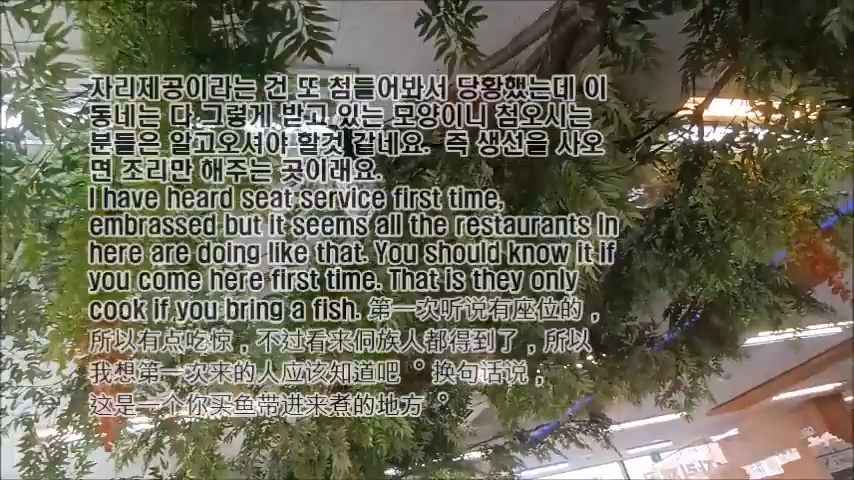 자리제공이라는 건 또 첨들어봐서 당황했는데 이
동네는 다 그렇게 받고 있는 모양이니 첨오시는
분들은 알고오셔야 할것 같네요. 즉 생선을 사오
면 조리만 해주는 곳이래요.
I have heard seat service first time,
embrassed but it seems all the restaurants in
here are doing like that. You should know it if
you come here first time. That is they only
cook if you bring a fish. 第一次听说有座位的,
所以有点吃惊, 不过看来侗族人都得到了, 所以
我想第一次来的人应该知道吧。换句话说,
这是一个你买鱼带进来煮的地方。